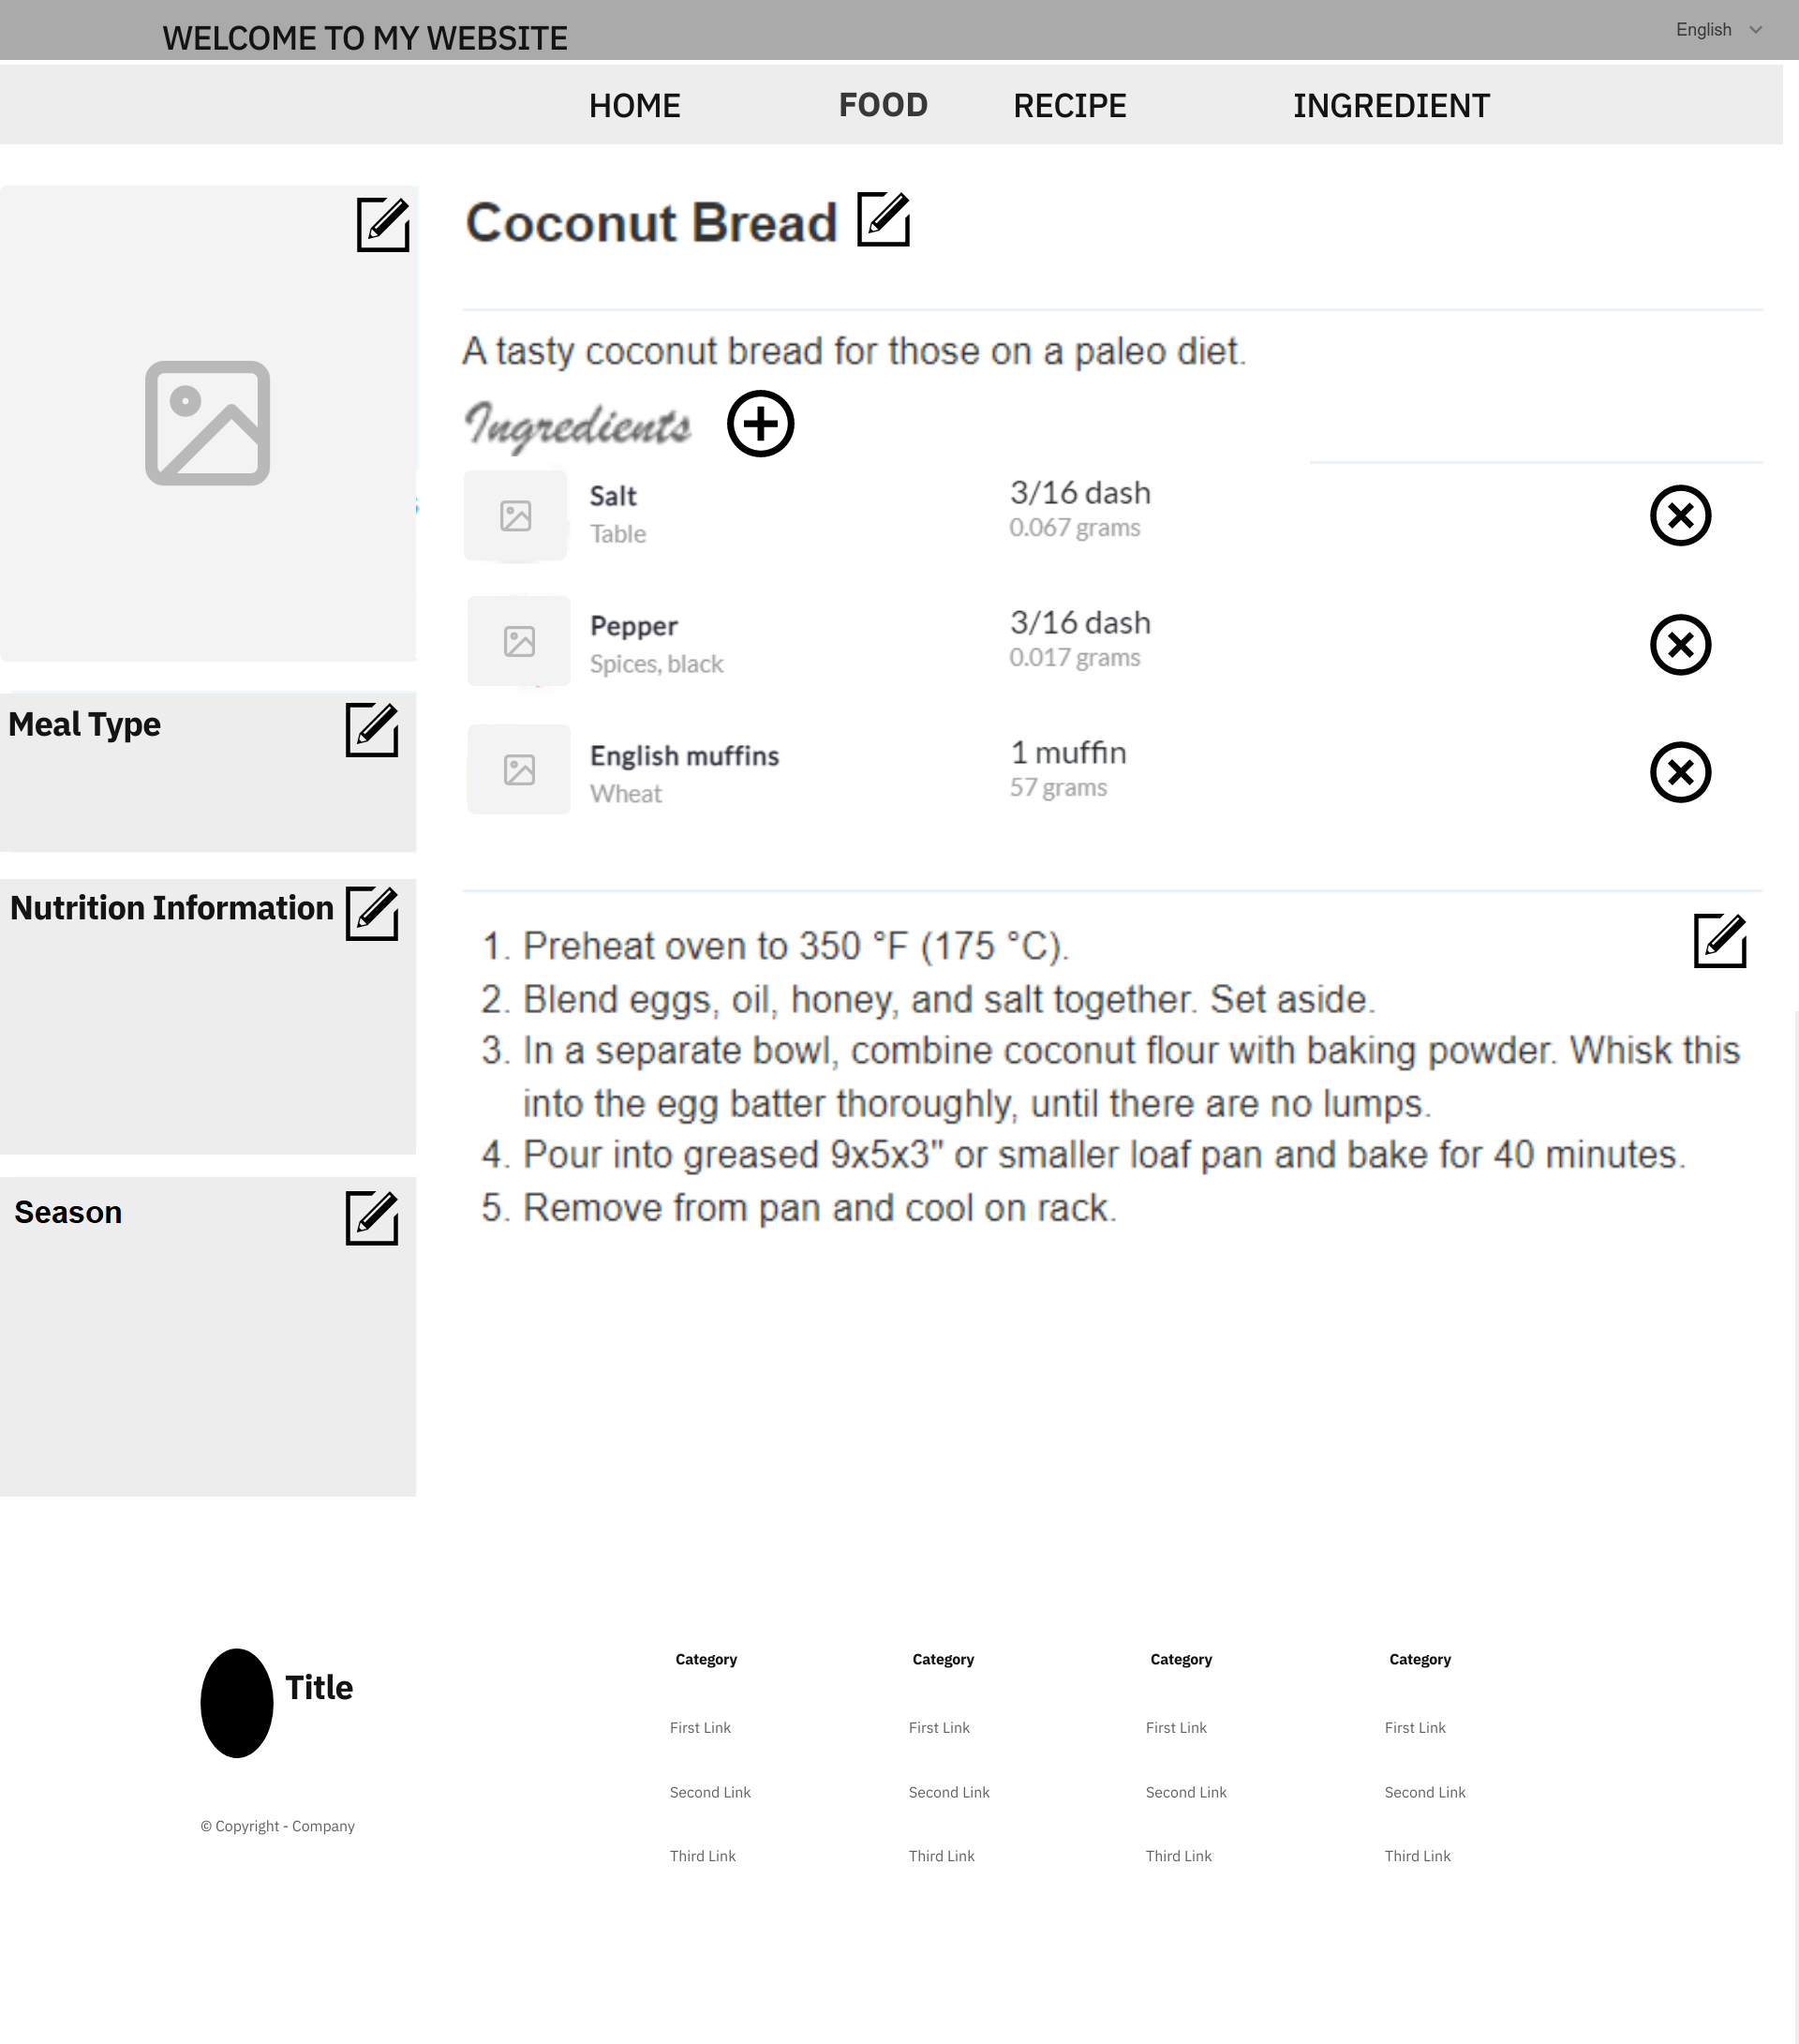 WELCOME TO MY WEBSITE
English
HOME FOOD RECIPE INGREDIENT
Coconut Bread
A tasty coconut bread for those on a paleo diet.
Ingredients
Salt 3/16 dash
Table 0.067 grams
Pepper 3/16 dash
Spices, black 0.017 grams
English muffins 1 muffin
Wheat 57 grams
Meal Type
Nutrition Information
Season
1. Preheat oven to 350 °F (175 °C).
2. Blend eggs, oil, honey, and salt together. Set aside.
3. In a separate bowl, combine coconut flour with baking powder. Whisk this
into the egg batter thoroughly, until there are no lumps.
4. Pour into greased 9x5x3" or smaller loaf pan and bake for 40 minutes.
5. Remove from pan and cool on rack.
Title
© Copyright - Company
Category Category Category Category
First Link First Link First Link First Link
Second Link Second Link Second Link Second Link
Third Link Third Link Third Link Third Link